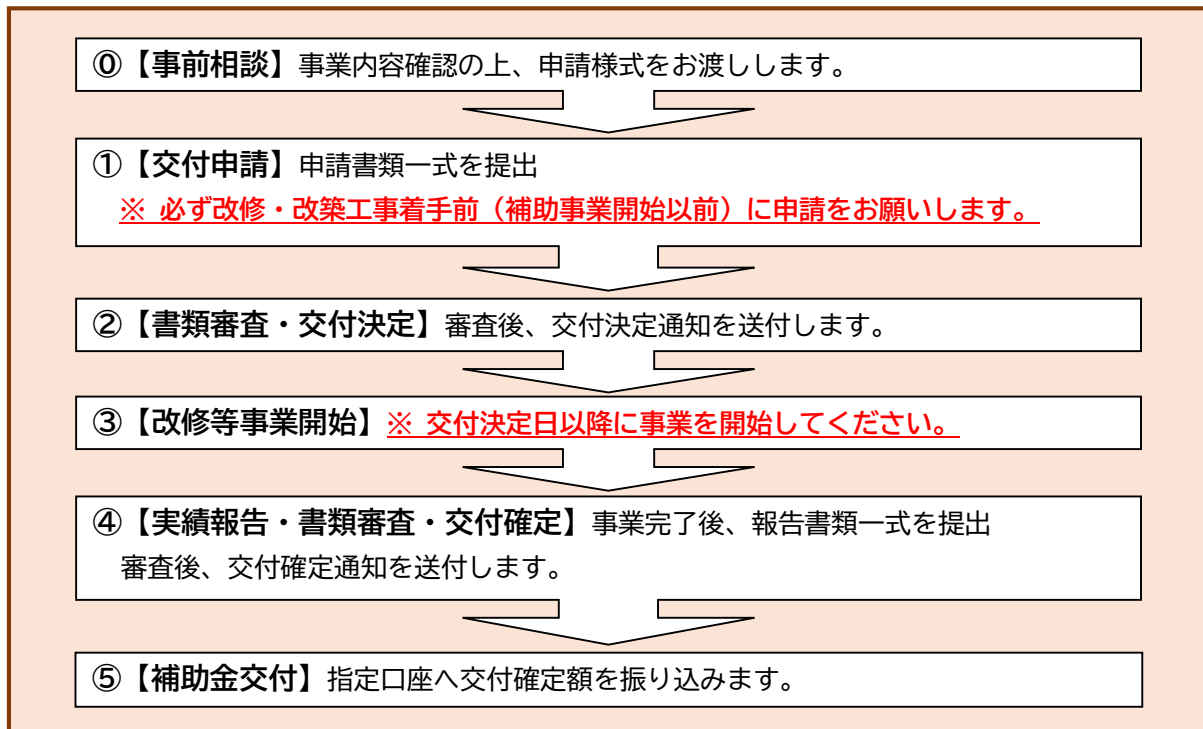 ⓪【事前相談】事業内容確認の上、申請様式をお渡しします。
①【交付申請】申請書類一式を提出
※ 必ず改修・改築工事着手前（補助事業開始以前）に申請をお願いします。
②【書類審査・交付決定】審査後、交付決定通知を送付します。
③【改修等事業開始】※ 交付決定日以降に事業を開始してください。
④【実績報告・書類審査・交付確定】事業完了後、報告書類一式を提出
審査後、交付確定通知を送付します。
⑤【補助金交付】指定口座へ交付確定額を振り込みます。